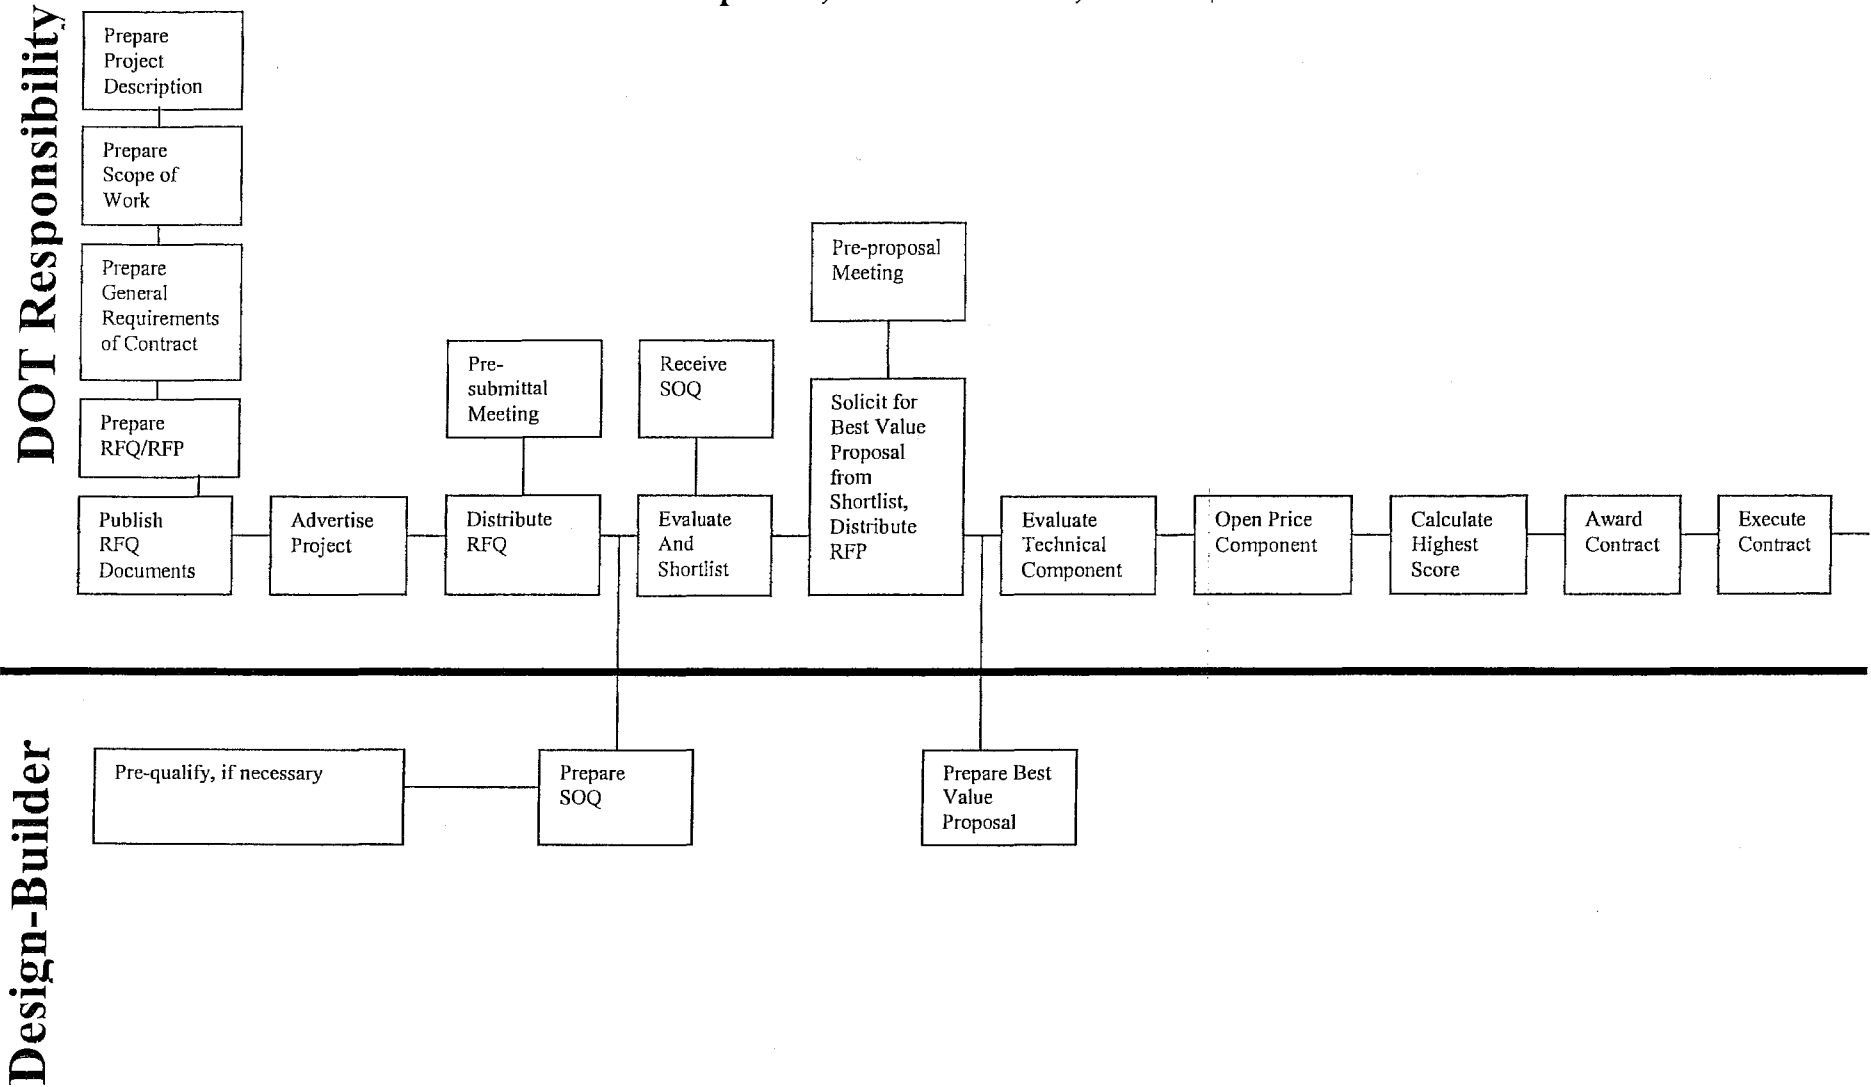 DOT Responsibility
Prepare
Project
Description
Prepare
Scope of
Work
Prepare
General
Requirements
of Contract
Prepare
RFQ/RFP
Publish
RFQ
Documents
Advertise
Project
Pre-
submittal
Meeting
Distribute
RFQ
Receive
SOQ
Evaluate
And
Shortlist
Pre-proposal
Meeting
Solicit for
Best Value
Proposal
from
Shortlist,
Distribute
RFP
Evaluate
Technical
Component
Open Price
Component
Calculate
Highest
Score
Award
Contract
Execute
Contract
Design-Builder
Pre-qualify, if necessary
Prepare
SOQ
Prepare Best
Value
Proposal